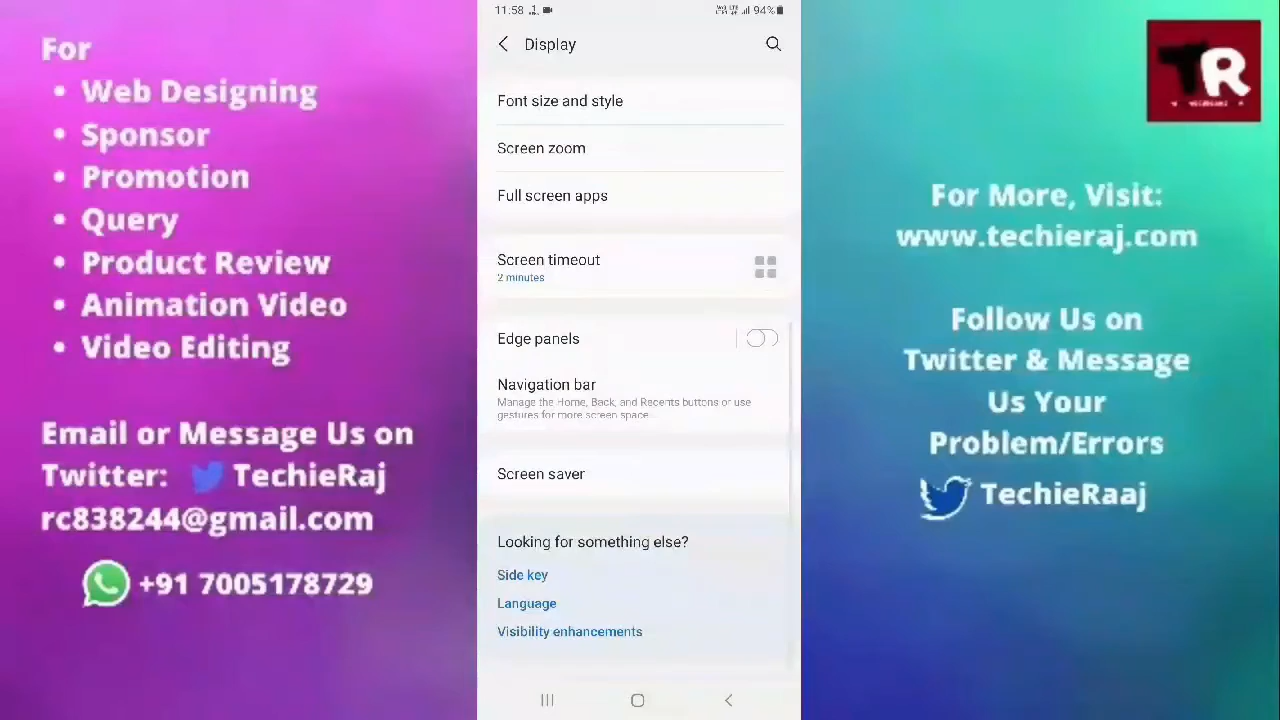 For
• Web Designing
• Sponsor
• Promotion
• Query
• Product Review
• Animation Video
• Video Editing
Email or Message Us on
Twitter: TechieRaj
rc838244@gmail.com
+91 7005178729
11:58
94%
Display
Font size and style
Screen zoom
Full screen apps
Screen timeout
2 minutes
Edge panels
Navigation bar
Manage the Home, Back, and Recents buttons or use
gestures for more screen space.
Screen saver
Looking for something else?
Side key
Language
Visibility enhancements
TR
For More, Visit:
www.techieraj.com
Follow Us on
Twitter & Message
Us Your
Problem/Errors
TechieRaaj